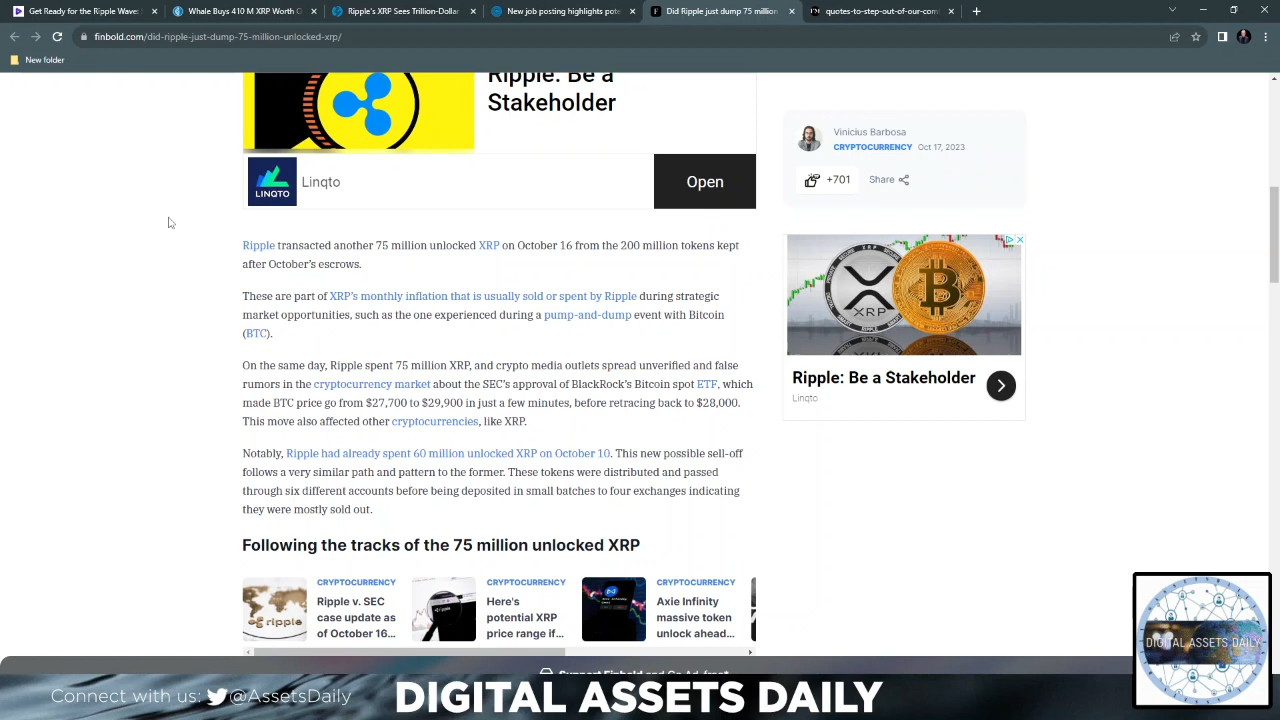 Get Ready for the Ripple Wave:
Whale Buys 410 M XRP Worth
Ripple's XRP Sees Trillion-Dollar
New job posting highlights pote
Did Ripple just dump 75 million
quotes-to-step-out-of-our-com
finbold.com/did-ripple-just-dump-75-million-unlocked-xrp/
New folder
Ripple: Be a
Stakeholder
LINQTO
Linqto
Open
Vinicius Barbosa
CRYPTOCURRENCY Oct 17, 2023
+701
Share
Ripple transacted another 75 million unlocked XRP on October 16 from the 200 million tokens kept
after October's escrows.
These are part of XRP's monthly inflation that is usually sold or spent by Ripple during strategic
market opportunities, such as the one experienced during a pump-and-dump event with Bitcoin
(BTC).
On the same day, Ripple spent 75 million XRP, and crypto media outlets spread unverified and false
rumors in the cryptocurrency market about the SEC's approval of BlackRock's Bitcoin spot ETF, which
made BTC price go from $27,700 to $29,900 in just a few minutes, before retracing back to $28,000.
This move also affected other cryptocurrencies, like XRP.
Notably, Ripple had already spent 60 million unlocked XRP on October 10. This new possible sell-off
follows a very similar path and pattern to the former. These tokens were distributed and passed
through six different accounts before being deposited in small batches to four exchanges indicating
they were mostly sold out.
XRP
Ripple: Be a Stakeholder
Linqto
Following the tracks of the 75 million unlocked XRP
CRYPTOCURRENCY
Ripple v. SEC
case update as
of October 16...
ripple
CRYPTOCURRENCY
Here's
potential XRP
price range if...
CRYPTOCURRENCY
Axie Infinity
massive token
unlock ahead...
Support Finbold and Go Ad-free
DIGITAL ASSETS DAILY
Connect with us: @AssetsDaily
DIGITAL ASSETS DAILY